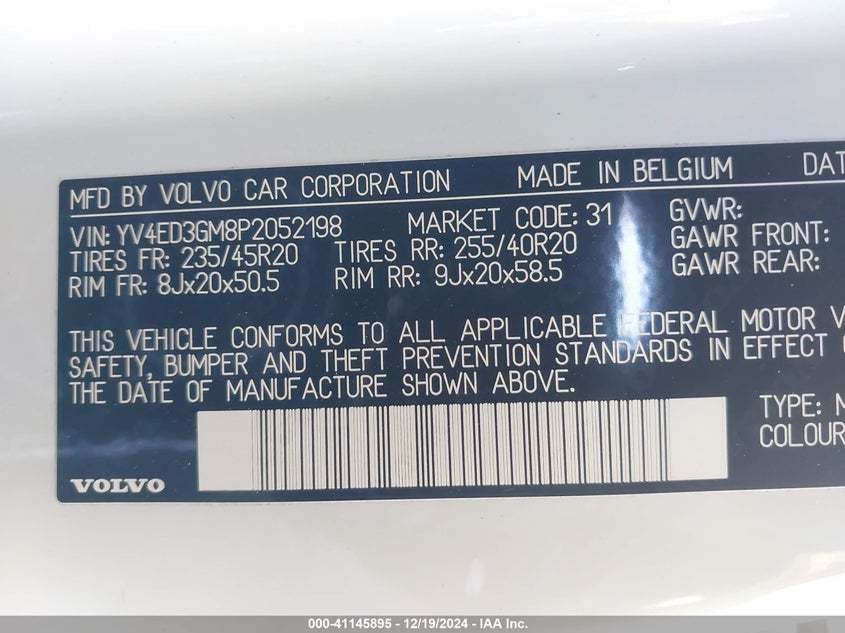 MFD BY VOLVO CAR CORPORATION MADE IN BELGIUM DAT
VIN: YV4ED3GM8P2052198 MARKET CODE: 31 GVWR:
TIRES FR: 235/45R20 TIRES RR: 255/40R20 GAWR FRONT:
RIM FR: 8Jx20x50.5 RIM RR: 9Jx20x58.5 GAWR REAR:
THIS VEHICLE CONFORMS TO ALL APPLICABLE FEDERAL MOTOR V
SAFETY, BUMPER AND THEFT PREVENTION STANDARDS IN EFFECT
THE DATE OF MANUFACTURE SHOWN ABOVE.
TYPE: M
COLOUR
VOLVO
000-41145895 - 12/19/2024 - IAA Inc.